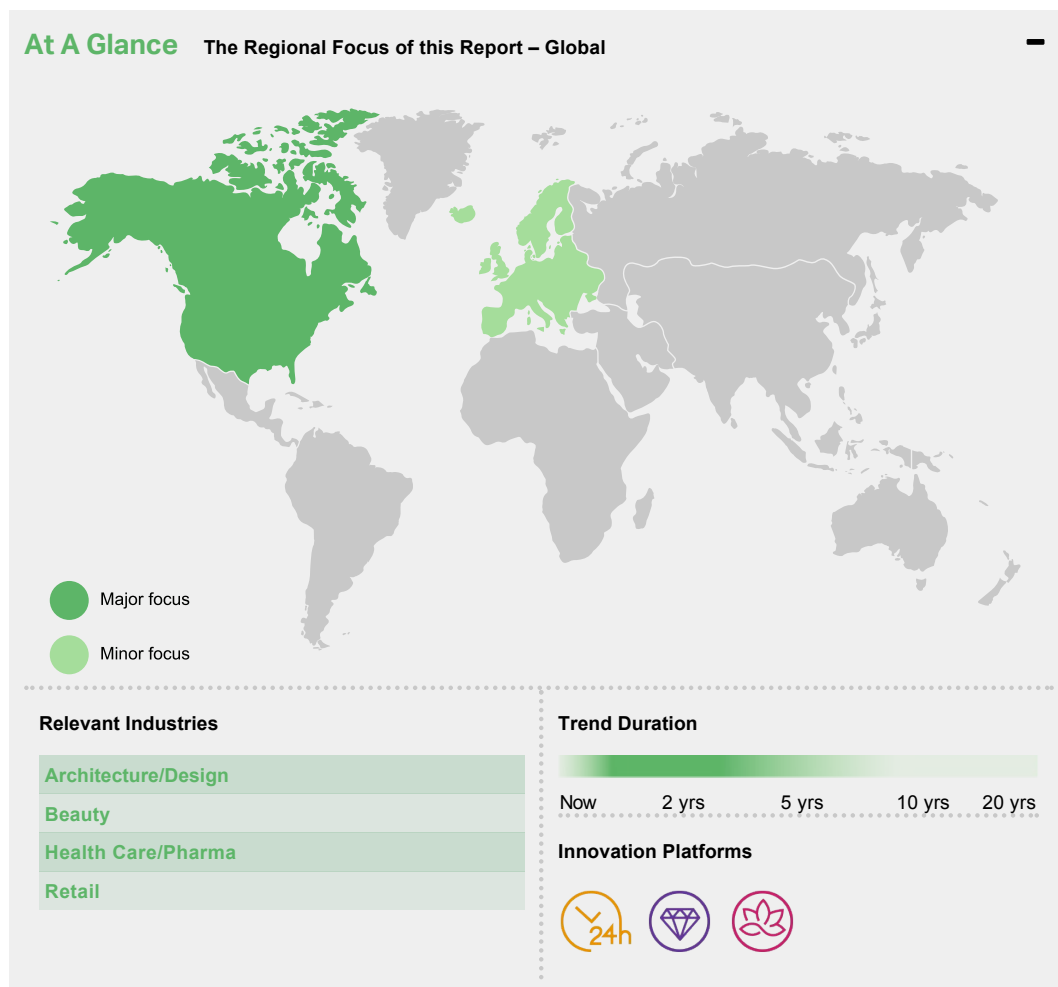 At A Glance The Regional Focus of this Report – Global
Major focus
Minor focus
Relevant Industries
Architecture/Design
Beauty
Health Care/Pharma
Retail
Trend Duration
Now 2 yrs 5 yrs 10 yrs 20 yrs
Innovation Platforms
24h